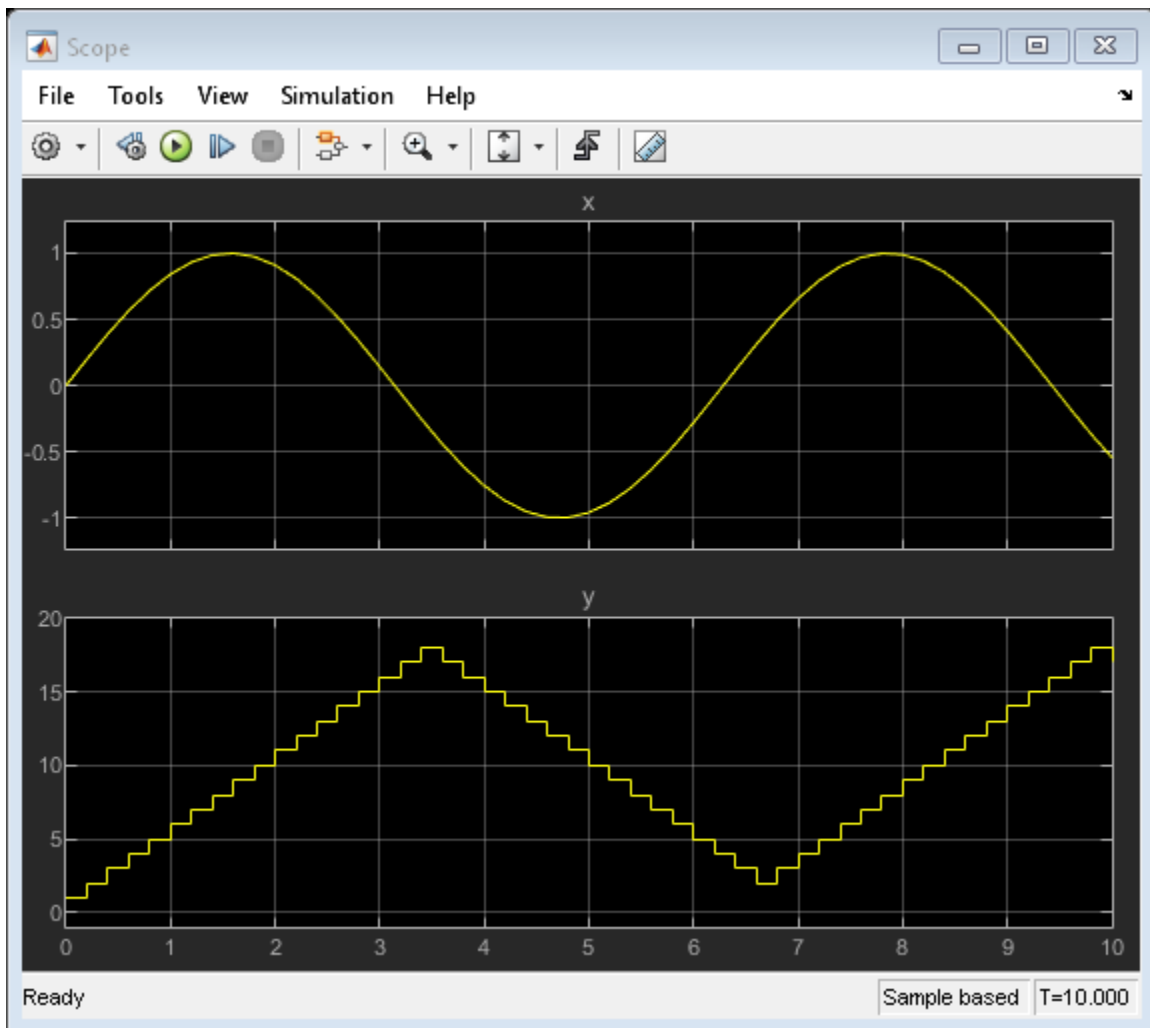 Scope
File Tools View Simulation Help
x
1
0.5
0
-0.5
-1
y
20
15
10
5
0
0 1 2 3 4 5 6 7 8 9 10
Ready Sample based T=10.000